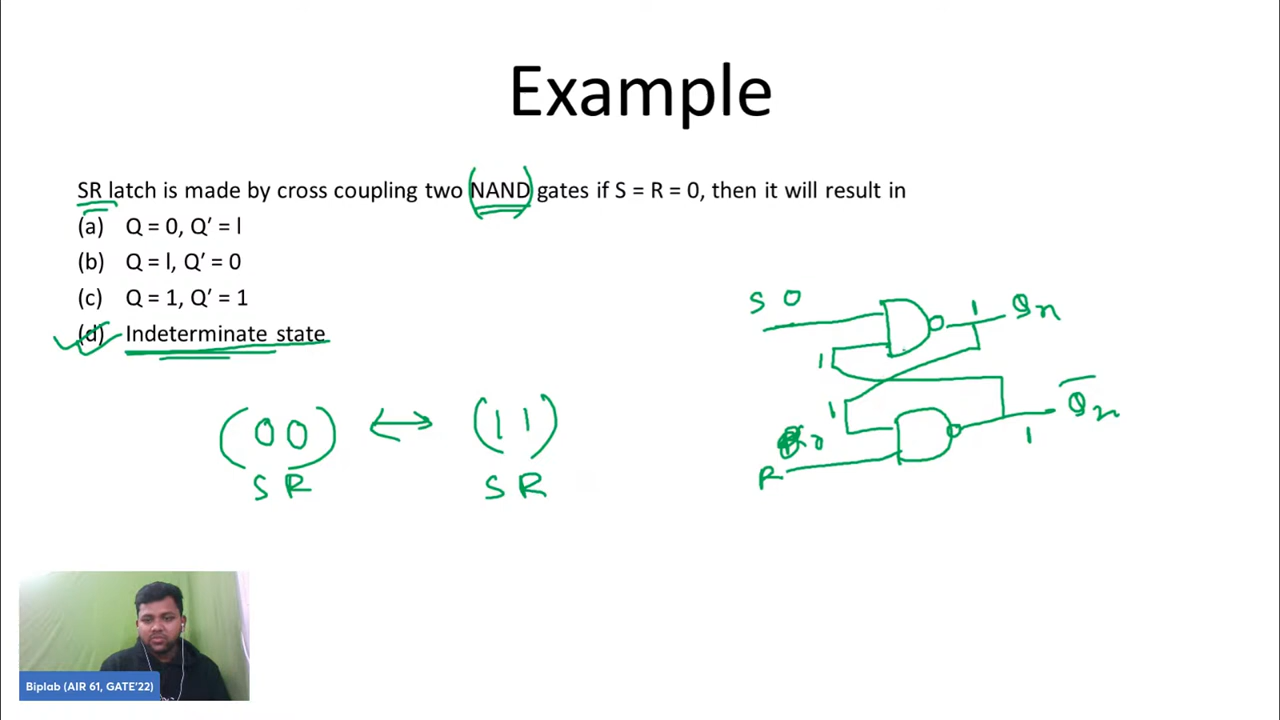 Example
SR latch is made by cross coupling two NAND gates if S = R = 0, then it will result in
(a) Q = 0, Q' = l
(b) Q = l, Q' = 0
(c) Q = 1, Q' = 1
(d) Indeterminate state
S 0
1 Qn
1
1
Qn
1
0
R
(00) ↔ (11)
S R S R
Biplab (AIR 61, GATE'22)